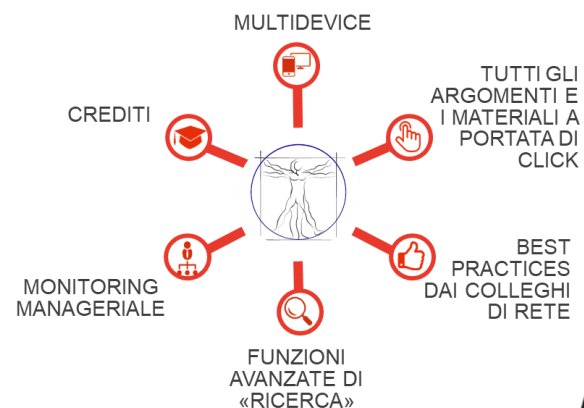 MULTIDEVICE
TUTTI GLI
ARGOMENTI E
I MATERIALI A
PORTATA DI
CLICK
CREDITI
BEST
PRACTICES
DAI COLLEGHI
DI RETE
MONITORING
MANAGERIALE
FUNZIONI
AVANZATE DI
«RICERCA»